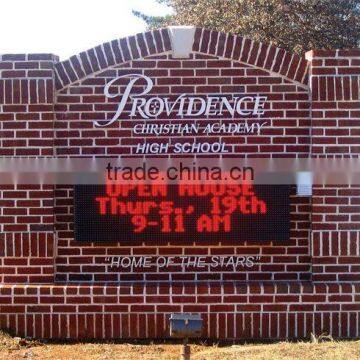 PROVIDENCE
CHRISTIAN ACADEMY
HIGH SCHOOL
trade.china.cn
OPEN HOUSE
Thurs., 19th
9-11 AM
"HOME OF THE STARS"